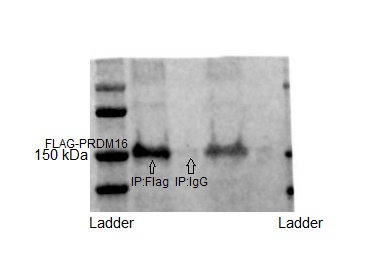 FLAG-PRDM16
150 kDa
IP:Flag IP:IgG
Ladder Ladder